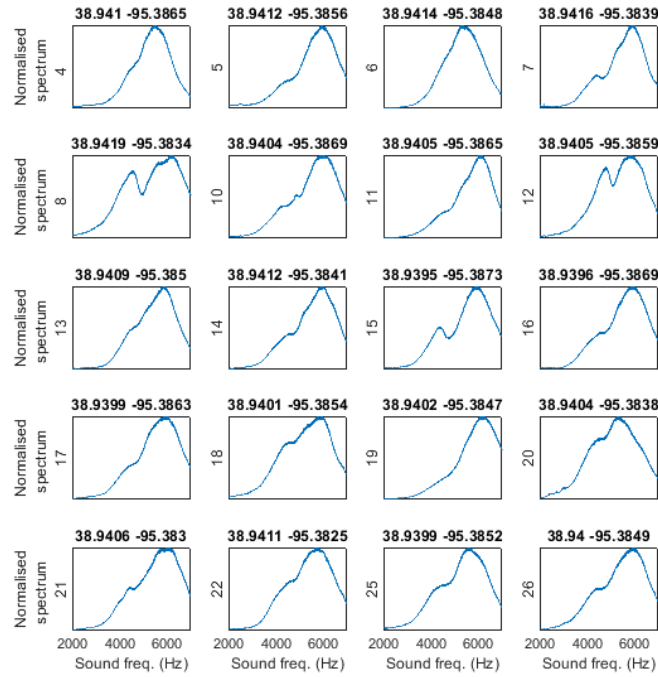 38.941 -95.3865 38.9412 -95.3856 38.9414 -95.3848 38.9416 -95.3839
Normalised
spectrum
4 5 6 7
38.9419 -95.3834 38.9404 -95.3869 38.9405 -95.3865 38.9405 -95.3859
Normalised
spectrum
8 10 11 12
38.9409 -95.385 38.9412 -95.3841 38.9395 -95.3873 38.9396 -95.3869
Normalised
spectrum
13 14 15 16
38.9399 -95.3863 38.9401 -95.3854 38.9402 -95.3847 38.9404 -95.3838
Normalised
spectrum
17 18 19 20
38.9406 -95.383 38.9411 -95.3825 38.9399 -95.3852 38.94 -95.3849
Normalised
spectrum
21 22 25 26
2000 4000 6000 2000 4000 6000 2000 4000 6000 2000 4000 6000
Sound freq. (Hz) Sound freq. (Hz) Sound freq. (Hz) Sound freq. (Hz)